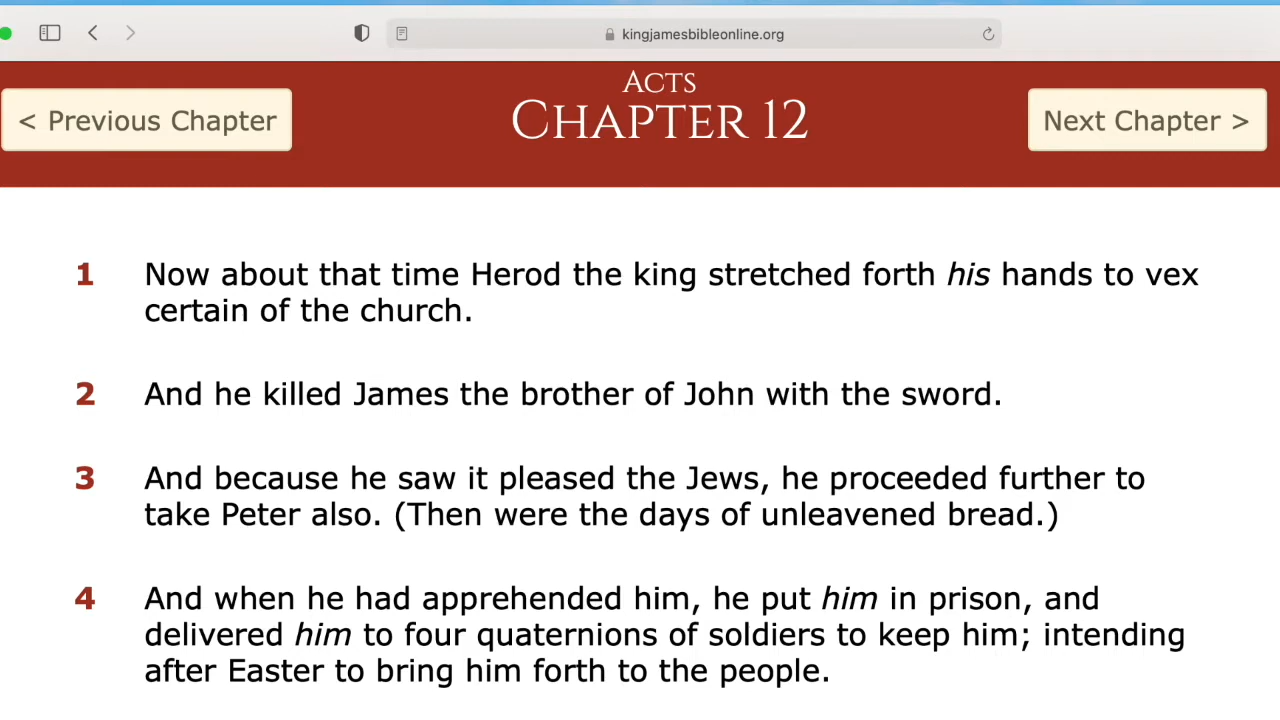 kingjamesbibleonline.org
Acts
< Previous Chapter
Chapter 12
Next Chapter >
1 Now about that time Herod the king stretched forth his hands to vex
certain of the church.
2 And he killed James the brother of John with the sword.
3 And because he saw it pleased the Jews, he proceeded further to
take Peter also. (Then were the days of unleavened bread.)
4 And when he had apprehended him, he put him in prison, and
delivered him to four quaternions of soldiers to keep him; intending
after Easter to bring him forth to the people.